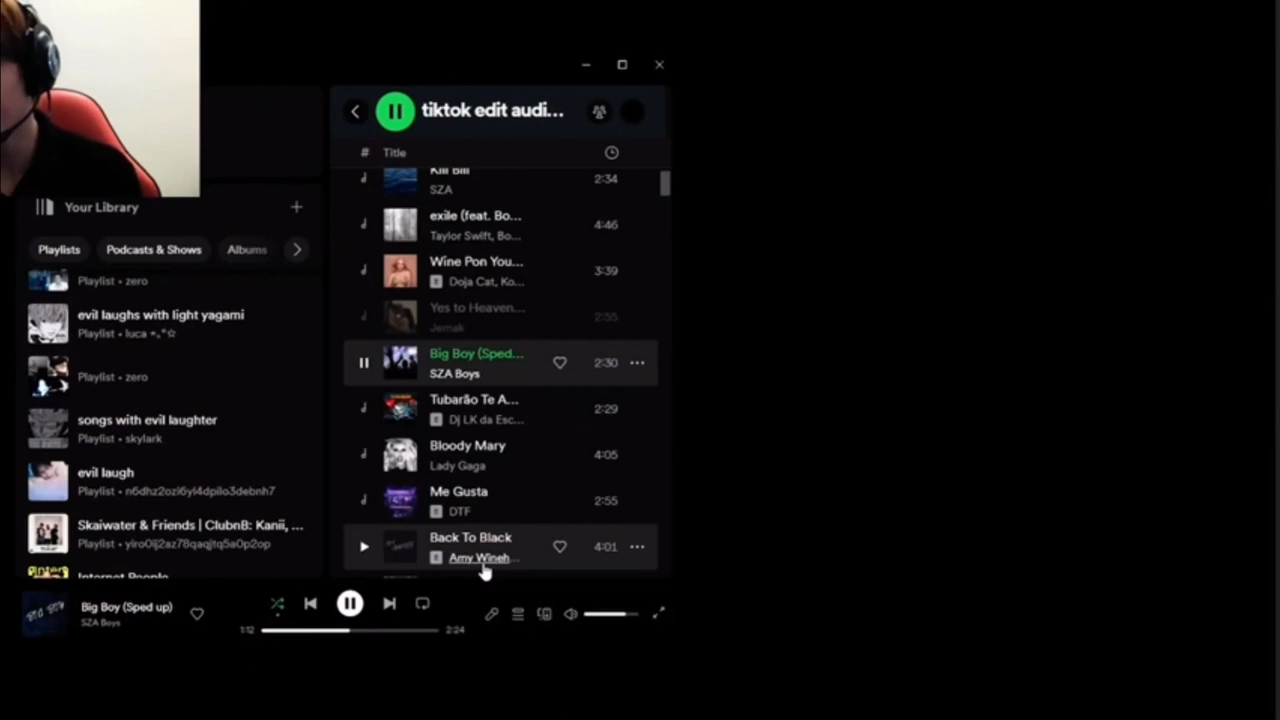 tiktok edit audi...
# Title
Kill Bill
SZA
2:34
exile (feat. Bo...
Taylor Swift, Bo...
4:46
Wine Pon You...
E Doja Cat, Ko...
3:39
Yes to Heaven...
Jemak
2:55
Big Boy (Sped...
SZA Boys
2:30
Tubarão Te A...
E Dj LK da Esc...
2:29
Bloody Mary
Lady Gaga
4:05
Me Gusta
E DTF
2:55
Back To Black
E Amy Wineh...
4:01
Your Library
Playlists Podcasts & Shows Albums
Playlist • zero
evil laughs with light yagami
Playlist • luca ⋆｡°✩
Playlist • zero
songs with evil laughter
Playlist • skylark
evil laugh
Playlist • n6dhz2ozi6yl4dpilo3debnh7
Skaiwater & Friends | ClubnB: Kanii, ...
Playlist • yiro0ij2az78qaqjtq5a0p2op
Internet People
Big Boy (Sped up)
SZA Boys
1:12
2:24